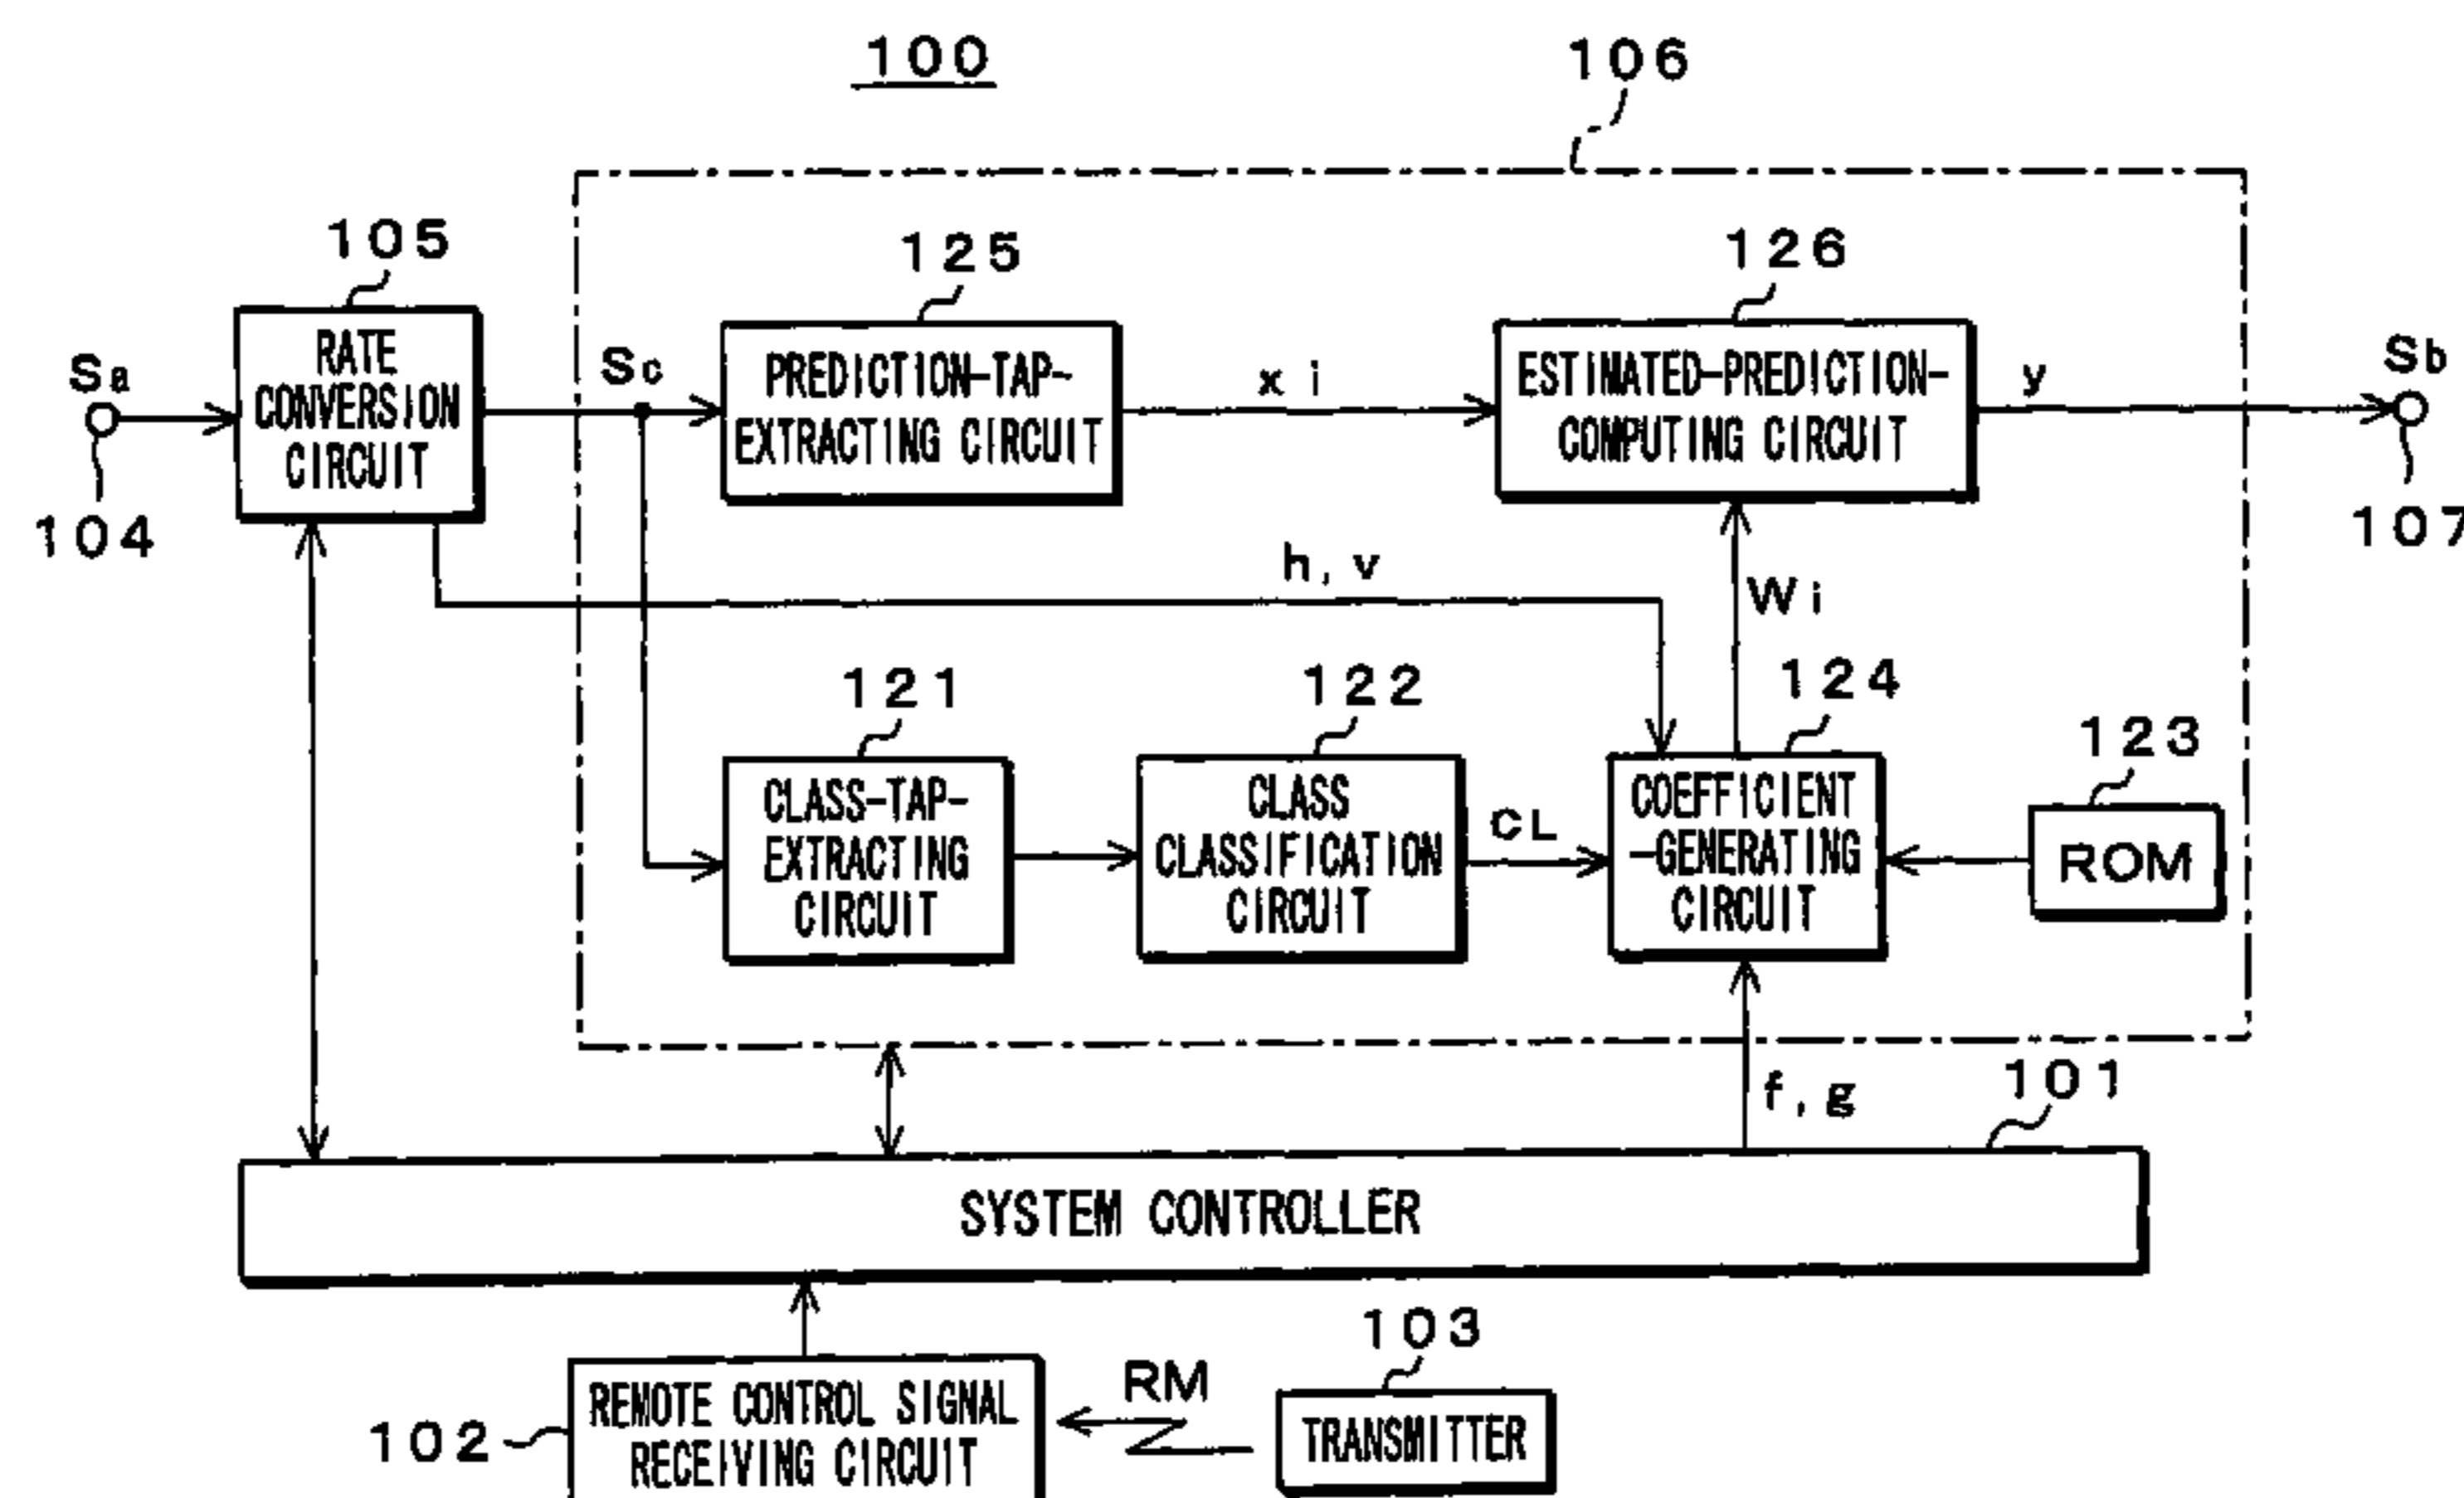 100
106
105
125
126
RATE
CONVERSION
CIRCUIT
Sa
Sc
PREDICTION-TAP-
EXTRACTING CIRCUIT
xi
ESTIMATED-PREDICTION-
COMPUTING CIRCUIT
y
Sb
104
107
h, v
Wi
121
122
124
123
CLASS-TAP-
EXTRACTING
CIRCUIT
CLASS
CLASSIFICATION
CIRCUIT
CL
COEFFICIENT
-GENERATING
CIRCUIT
ROM
f, g
101
SYSTEM CONTROLLER
103
102
REMOTE CONTROL SIGNAL
RECEIVING CIRCUIT
RM
TRANSMITTER